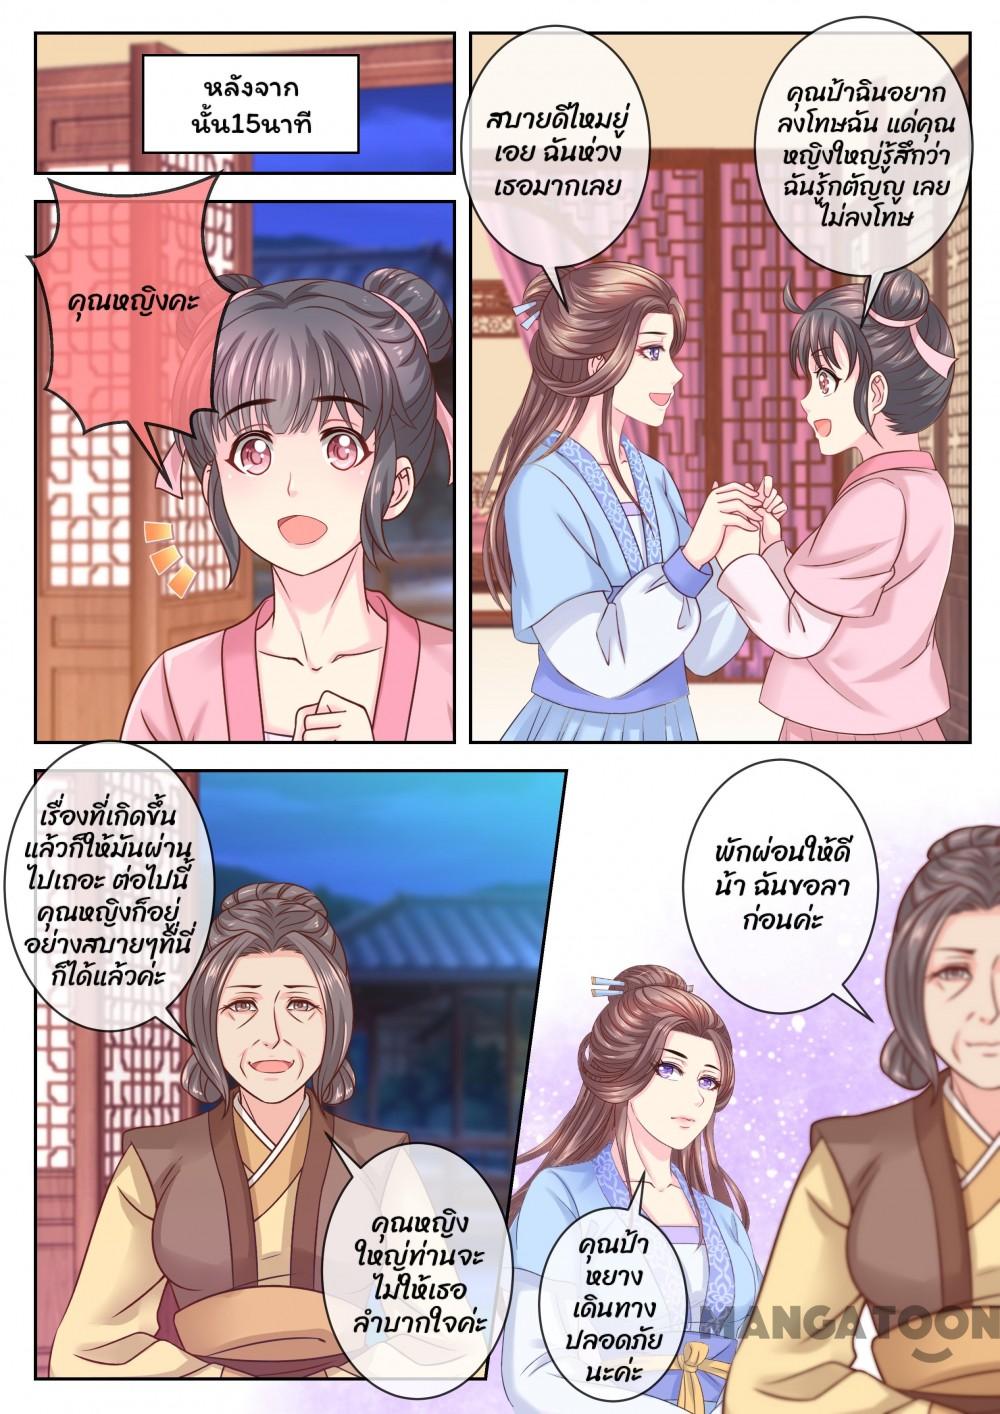 หลังจาก
นั้น15นาที
คุณหญิงคะ
สบายดีไหมยู่
เอย ฉันห่วง
เธอมากเลย
คุณป้าฉินอยาก
ลงโทษฉัน แด่คุณ
หญิงใหญ่รู้สึกว่า
ฉันรู้กตัญญู เลย
ไม่ลงโทษ
เรื่องที่เกิดขึ้น
แล้วก็ให้มันผ่าน
ไปเถอะ ต่อไปนี้
คุณหญิงก็อยู่
อย่างสบายๆที่นี่
ก็ได้แล้วค่ะ
คุณหญิง
ใหญ่ท่านจะ
ไม่ให้เธอ
ลำบากใจค่ะ
พักผ่อนให้ดี
น้า ฉันขอลา
ก่อนค่ะ
คุณป้า
หยาง
เดินทาง
ปลอดภัย
นะค่ะ
MANGATOON